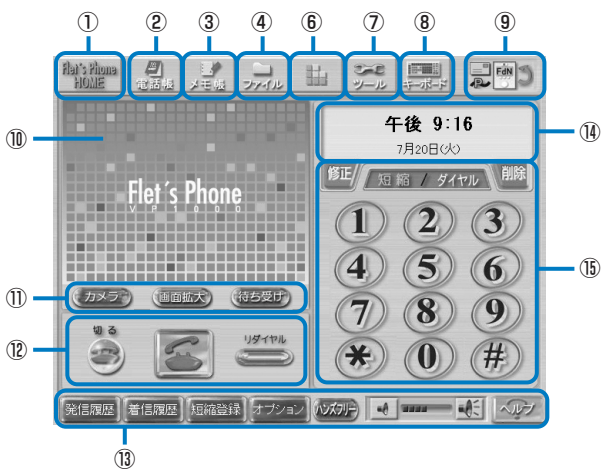 ① ② ③ ④ ⑥ ⑦ ⑧ ⑨
Flet's Phone
HOME
電話帳 メモ帳 ファイル ツール キーボード
FdN
⑩ ⑭
午後 9:16
7月20日(火)
修正 短縮 / ダイヤル 削除
Flet's Phone
VP1000
1 2 3
4 5 6
7 8 9
* 0 #
⑪ ⑮
カメラ 画面拡大 待ち受け
⑫
切る リダイヤル
発信履歴 着信履歴 短縮登録 オプション ハンズフリー ヘルプ
⑬